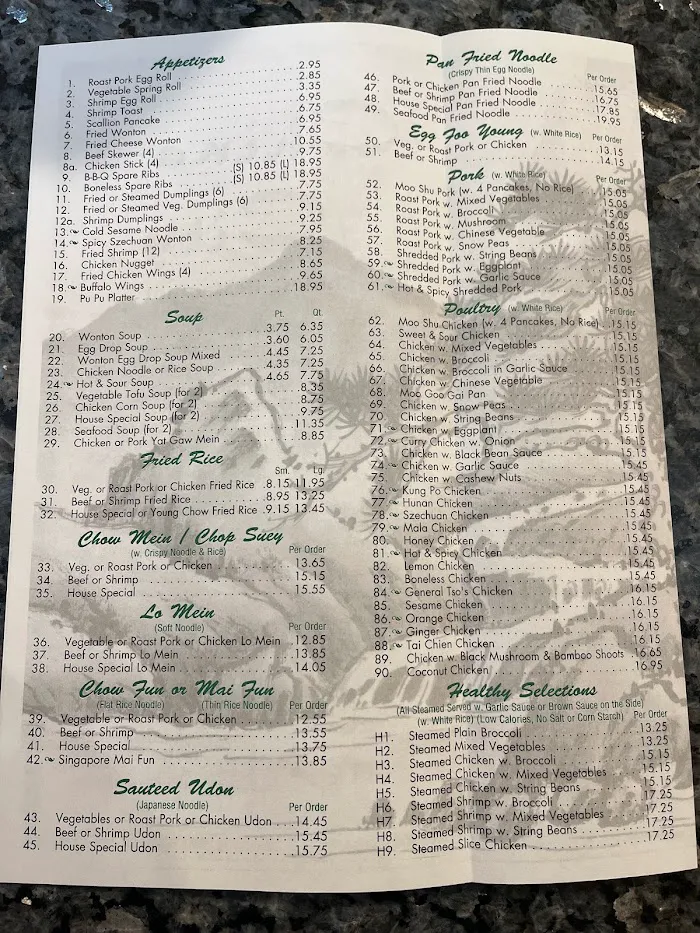 Appetizers
1. Roast Pork Egg Roll 2.95
2. Vegetable Spring Roll 2.85
3. Shrimp Egg Roll 3.35
4. Shrimp Toast 6.95
5. Scallion Pancake 6.75
6. Fried Wonton 6.95
7. Fried Cheese Wonton 7.65
8. Beef Skewer (4) 10.55
8a. Chicken Stick (4) 9.75
9. B-B-Q Spare Ribs (S) 10.85 (L) 18.95
10. Boneless Spare Ribs (S) 10.85 (L) 18.95
11. Fried or Steamed Dumplings (6) 7.75
12. Fried or Steamed Veg. Dumplings (6) 7.75
12a. Shrimp Dumplings 9.15
13. Cold Sesame Noodle 9.25
14. Spicy Szechuan Wonton 7.95
15. Fried Shrimp (12) 8.25
16. Chicken Nugget 7.15
17. Fried Chicken Wings (4) 8.65
18. Buffalo Wings 9.65
19. Pu Pu Platter 18.95
Soup
Pt. Qt.
20. Wonton Soup 3.75 6.35
21. Egg Drop Soup 3.60 6.05
22. Wonton Egg Drop Soup Mixed 4.45 7.25
23. Chicken Noodle or Rice Soup 4.35 7.25
24. Hot & Sour Soup 4.65 7.75
25. Vegetable Tofu Soup (for 2) 8.35
26. Chicken Corn Soup (for 2) 8.75
27. House Special Soup (for 2) 9.75
28. Seafood Soup (for 2) 11.35
29. Chicken or Pork Yat Gaw Mein 8.85
Fried Rice
Sm. Lg.
30. Veg. or Roast Pork or Chicken Fried Rice 8.15 11.95
31. Beef or Shrimp Fried Rice 8.95 13.25
32. House Special or Young Chow Fried Rice 9.15 13.45
Chow Mein / Chop Suey
(w. Crispy Noodle & Rice) Per Order
33. Veg. or Roast Pork or Chicken 13.65
34. Beef or Shrimp 15.15
35. House Special 15.55
Lo Mein
(Soft Noodle) Per Order
36. Vegetable or Roast Pork or Chicken Lo Mein 12.85
37. Beef or Shrimp Lo Mein 13.85
38. House Special Lo Mein 14.05
Chow Fun or Mai Fun
(Flat Rice Noodle) (Thin Rice Noodle) Per Order
39. Vegetable or Roast Pork or Chicken 12.55
40. Beef or Shrimp 13.55
41. House Special 13.75
42. Singapore Mai Fun 13.85
Sauteed Udon
(Japanese Noodle) Per Order
43. Vegetables or Roast Pork or Chicken Udon 14.45
44. Beef or Shrimp Udon 15.45
45. House Special Udon 15.75
Pan Fried Noodle
(Crispy Thin Egg Noodle) Per Order
46. Pork or Chicken Pan Fried Noodle 15.65
47. Beef or Shrimp Pan Fried Noodle 16.75
48. House Special Pan Fried Noodle 17.85
49. Seafood Pan Fried Noodle 19.95
Egg Foo Young (w. White Rice) Per Order
50. Veg. or Roast Pork or Chicken 13.15
51. Beef or Shrimp 14.15
Pork (w. White Rice) Per Order
52. Moo Shu Pork (w. 4 Pancakes, No Rice) 15.05
53. Roast Pork w. Mixed Vegetables 15.05
54. Roast Pork w. Broccoli 15.05
55. Roast Pork w. Mushroom 15.05
56. Roast Pork w. Chinese Vegetable 15.05
57. Roast Pork w. Snow Peas 15.05
58. Shredded Pork w. String Beans 15.05
59. Shredded Pork w. Eggplant 15.05
60. Shredded Pork w. Garlic Sauce 15.05
61. Hot & Spicy Shredded Pork 15.05
Poultry (w. White Rice) Per Order
62. Moo Shu Chicken (w. 4 Pancakes, No Rice) 15.15
63. Sweet & Sour Chicken 15.15
64. Chicken w. Mixed Vegetables 15.15
65. Chicken w. Broccoli 15.15
66. Chicken w. Broccoli in Garlic Sauce 15.15
67. Chicken w. Chinese Vegetable 15.15
68. Moo Goo Gai Pan 15.15
69. Chicken w. Snow Peas 15.15
70. Chicken w. String Beans 15.15
71. Chicken w. Eggplant 15.15
72. Curry Chicken w. Onion 15.15
73. Chicken w. Black Bean Sauce 15.15
74. Chicken w. Garlic Sauce 15.45
75. Chicken w. Cashew Nuts 15.45
76. Kung Po Chicken 15.45
77. Hunan Chicken 15.45
78. Szechuan Chicken 15.45
79. Mala Chicken 15.45
80. Honey Chicken 15.45
81. Hot & Spicy Chicken 15.45
82. Lemon Chicken 15.45
83. Boneless Chicken 15.45
84. General Tso's Chicken 16.15
85. Sesame Chicken 16.15
86. Orange Chicken 16.15
87. Ginger Chicken 16.15
88. Tai Chien Chicken 16.15
89. Chicken w. Black Mushroom & Bamboo Shoots 16.65
90. Coconut Chicken 16.95
Healthy Selections
(All Steamed Served w. Garlic Sauce or Brown Sauce on the Side)
(w. White Rice) (Low Calories, No Salt or Corn Starch) Per Order
H1. Steamed Plain Broccoli 13.25
H2. Steamed Mixed Vegetables 13.25
H3. Steamed Chicken w. Broccoli 15.15
H4. Steamed Chicken w. Mixed Vegetables 15.15
H5. Steamed Chicken w. String Beans 15.15
H6. Steamed Shrimp w. Broccoli 17.25
H7. Steamed Shrimp w. Mixed Vegetables 17.25
H8. Steamed Shrimp w. String Beans 17.25
H9. Steamed Slice Chicken 17.25